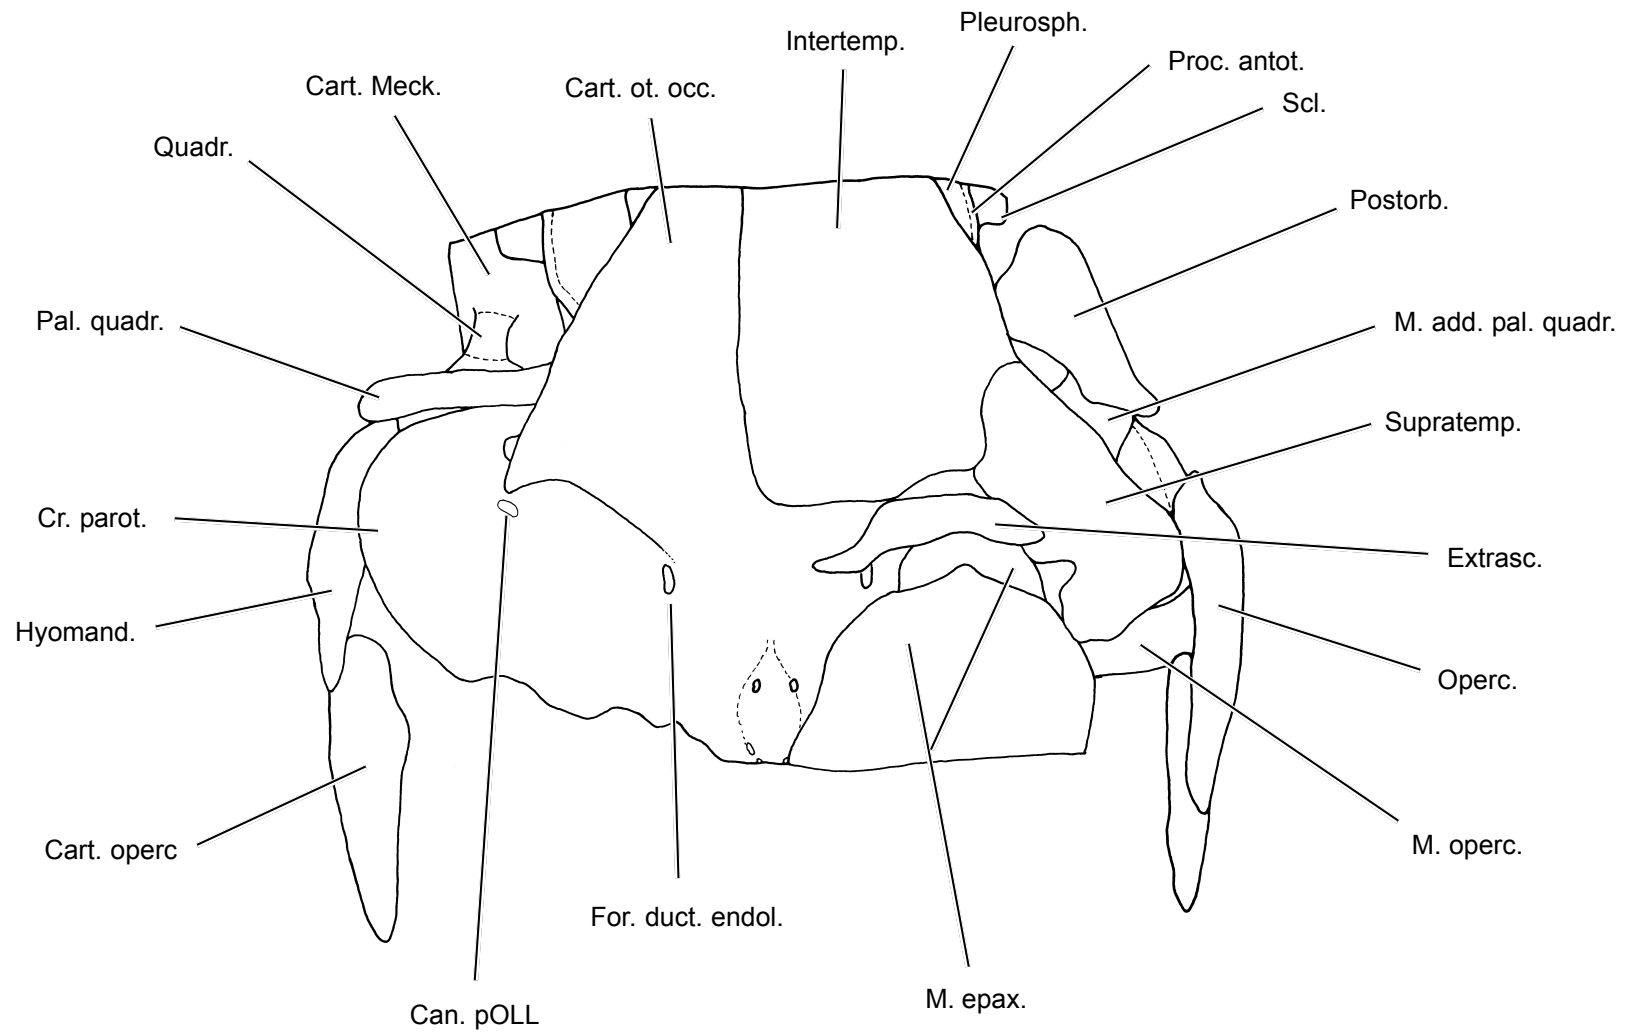 Pleurosph.
Intertemp.
Proc. antot.
Cart. Meck.
Cart. ot. occ.
Scl.
Quadr.
Postorb.
Pal. quadr.
M. add. pal. quadr.
Supratemp.
Cr. parot.
Extrasc.
Hyomand.
Operc.
Cart. operc
M. operc.
For. duct. endol.
M. epax.
Can. pOLL